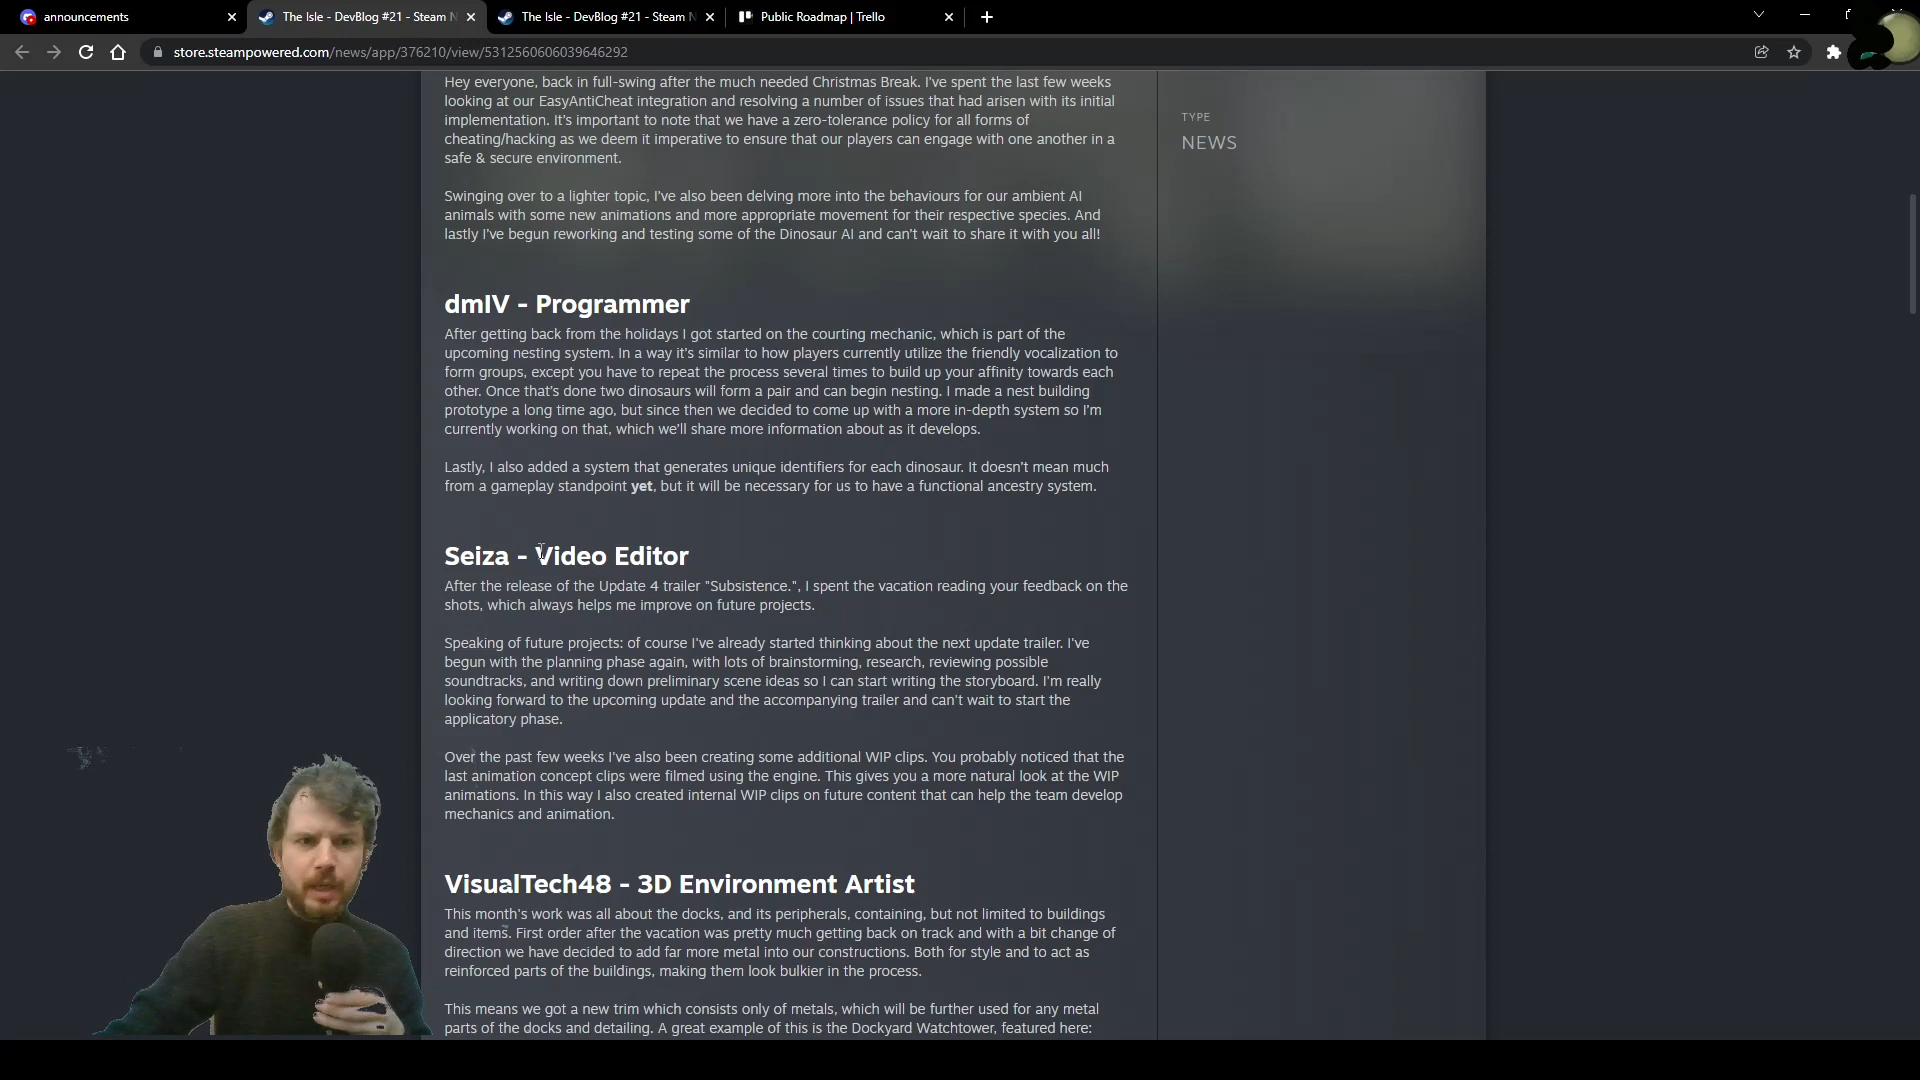 announcements
The Isle - DevBlog #21 - Steam N
The Isle - DevBlog #21 - Steam N
Public Roadmap | Trello
store.steampowered.com/news/app/376210/view/5312560606039646292
Hey everyone, back in full-swing after the much needed Christmas Break. I've spent the last few weeks
looking at our EasyAntiCheat integration and resolving a number of issues that had arisen with its initial
implementation. It's important to note that we have a zero-tolerance policy for all forms of
cheating/hacking as we deem it imperative to ensure that our players can engage with one another in a
safe & secure environment.
TYPE
NEWS
Swinging over to a lighter topic, I've also been delving more into the behaviours for our ambient AI
animals with some new animations and more appropriate movement for their respective species. And
lastly I've begun reworking and testing some of the Dinosaur AI and can't wait to share it with you all!
dmIV - Programmer
After getting back from the holidays I got started on the courting mechanic, which is part of the
upcoming nesting system. In a way it's similar to how players currently utilize the friendly vocalization to
form groups, except you have to repeat the process several times to build up your affinity towards each
other. Once that's done two dinosaurs will form a pair and can begin nesting. I made a nest building
prototype a long time ago, but since then we decided to come up with a more in-depth system so I'm
currently working on that, which we'll share more information about as it develops.
Lastly, I also added a system that generates unique identifiers for each dinosaur. It doesn't mean much
from a gameplay standpoint yet, but it will be necessary for us to have a functional ancestry system.
Seiza - Video Editor
After the release of the Update 4 trailer "Subsistence.", I spent the vacation reading your feedback on the
shots, which always helps me improve on future projects.
Speaking of future projects: of course I've already started thinking about the next update trailer. I've
begun with the planning phase again, with lots of brainstorming, research, reviewing possible
soundtracks, and writing down preliminary scene ideas so I can start writing the storyboard. I'm really
looking forward to the upcoming update and the accompanying trailer and can't wait to start the
applicatory phase.
Over the past few weeks I've also been creating some additional WIP clips. You probably noticed that the
last animation concept clips were filmed using the engine. This gives you a more natural look at the WIP
animations. In this way I also created internal WIP clips on future content that can help the team develop
mechanics and animation.
VisualTech48 - 3D Environment Artist
This month's work was all about the docks, and its peripherals, containing, but not limited to buildings
and items. First order after the vacation was pretty much getting back on track and with a bit change of
direction we have decided to add far more metal into our constructions. Both for style and to act as
reinforced parts of the buildings, making them look bulkier in the process.
This means we got a new trim which consists only of metals, which will be further used for any metal
parts of the docks and detailing. A great example of this is the Dockyard Watchtower, featured here: